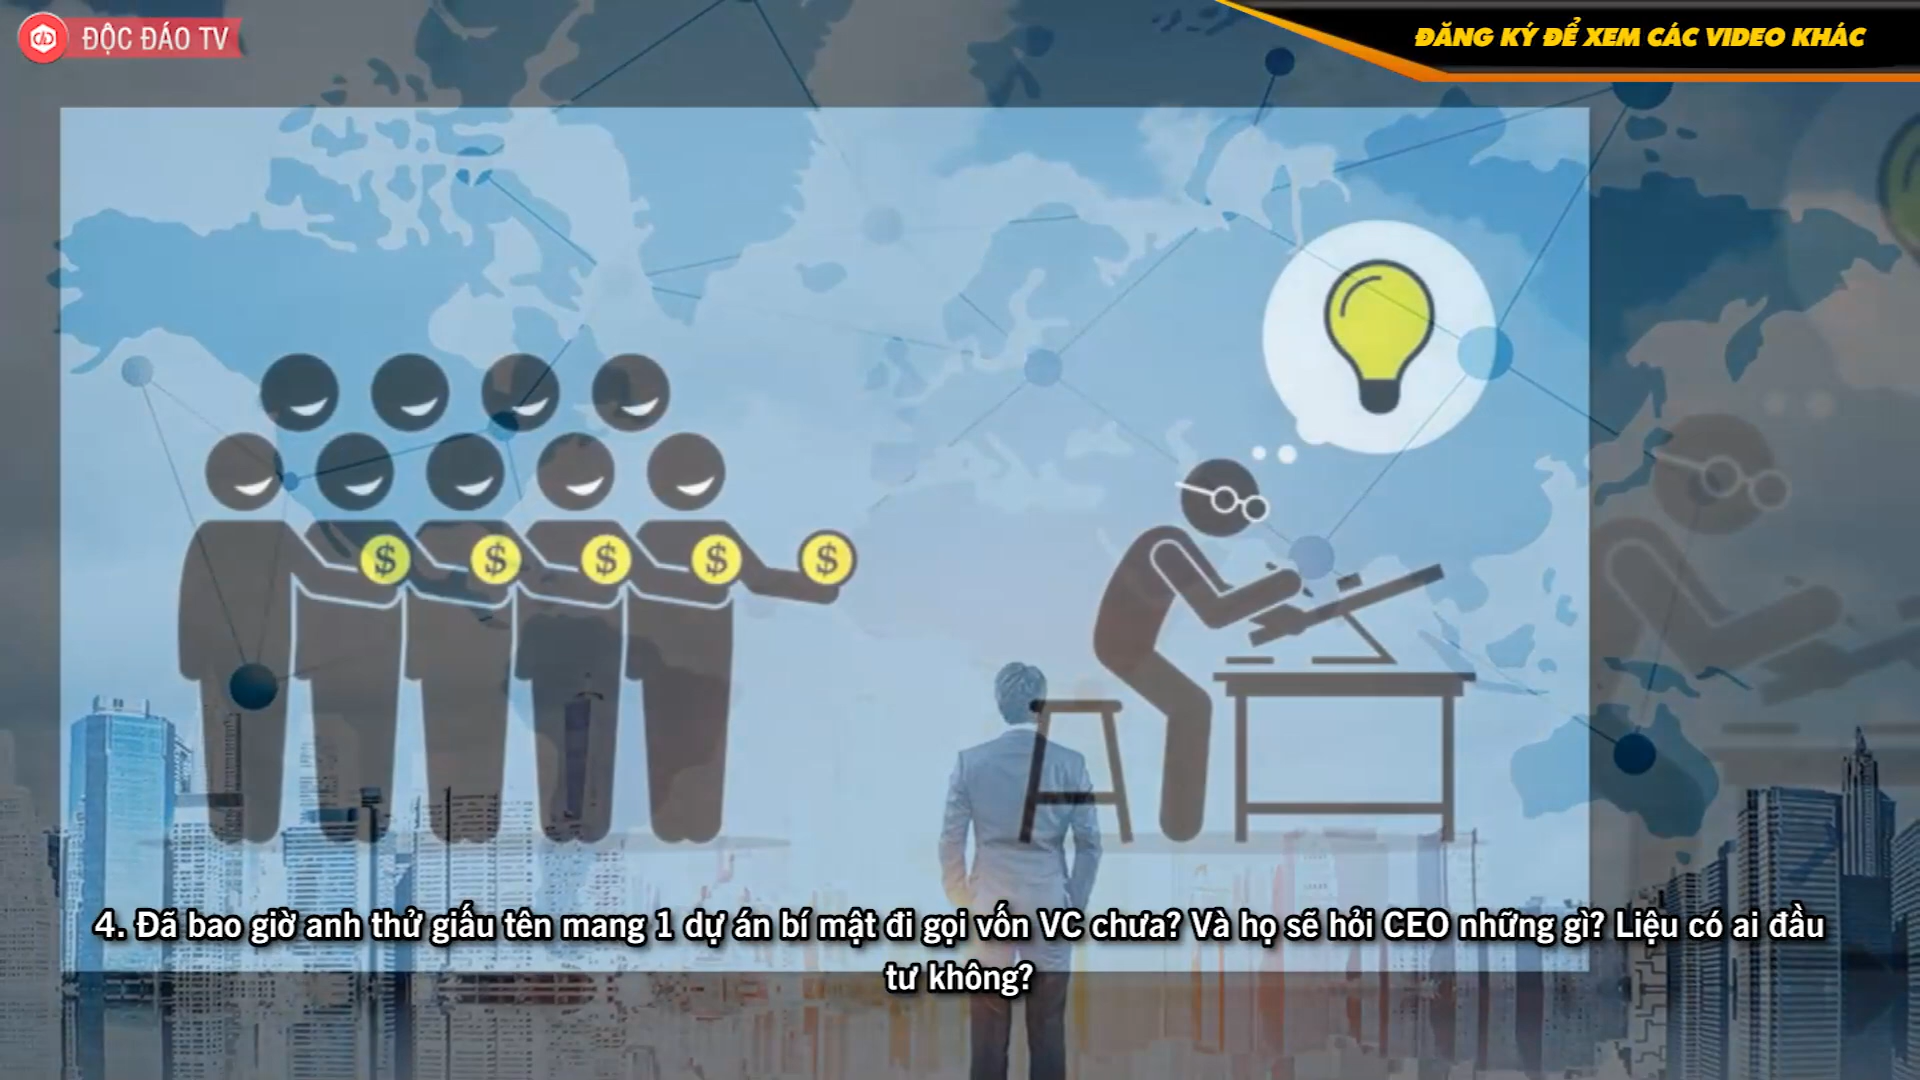 ĐỘC ĐÁO TV
ĐĂNG KÝ ĐỂ XEM CÁC VIDEO KHÁC
$ $ $ $ $
4. Đã bao giờ anh thử giấu tên mang 1 dự án bí mật đi gọi vốn VC chưa? Và họ sẽ hỏi CEO những gì? Liệu có ai đầu
tư không?